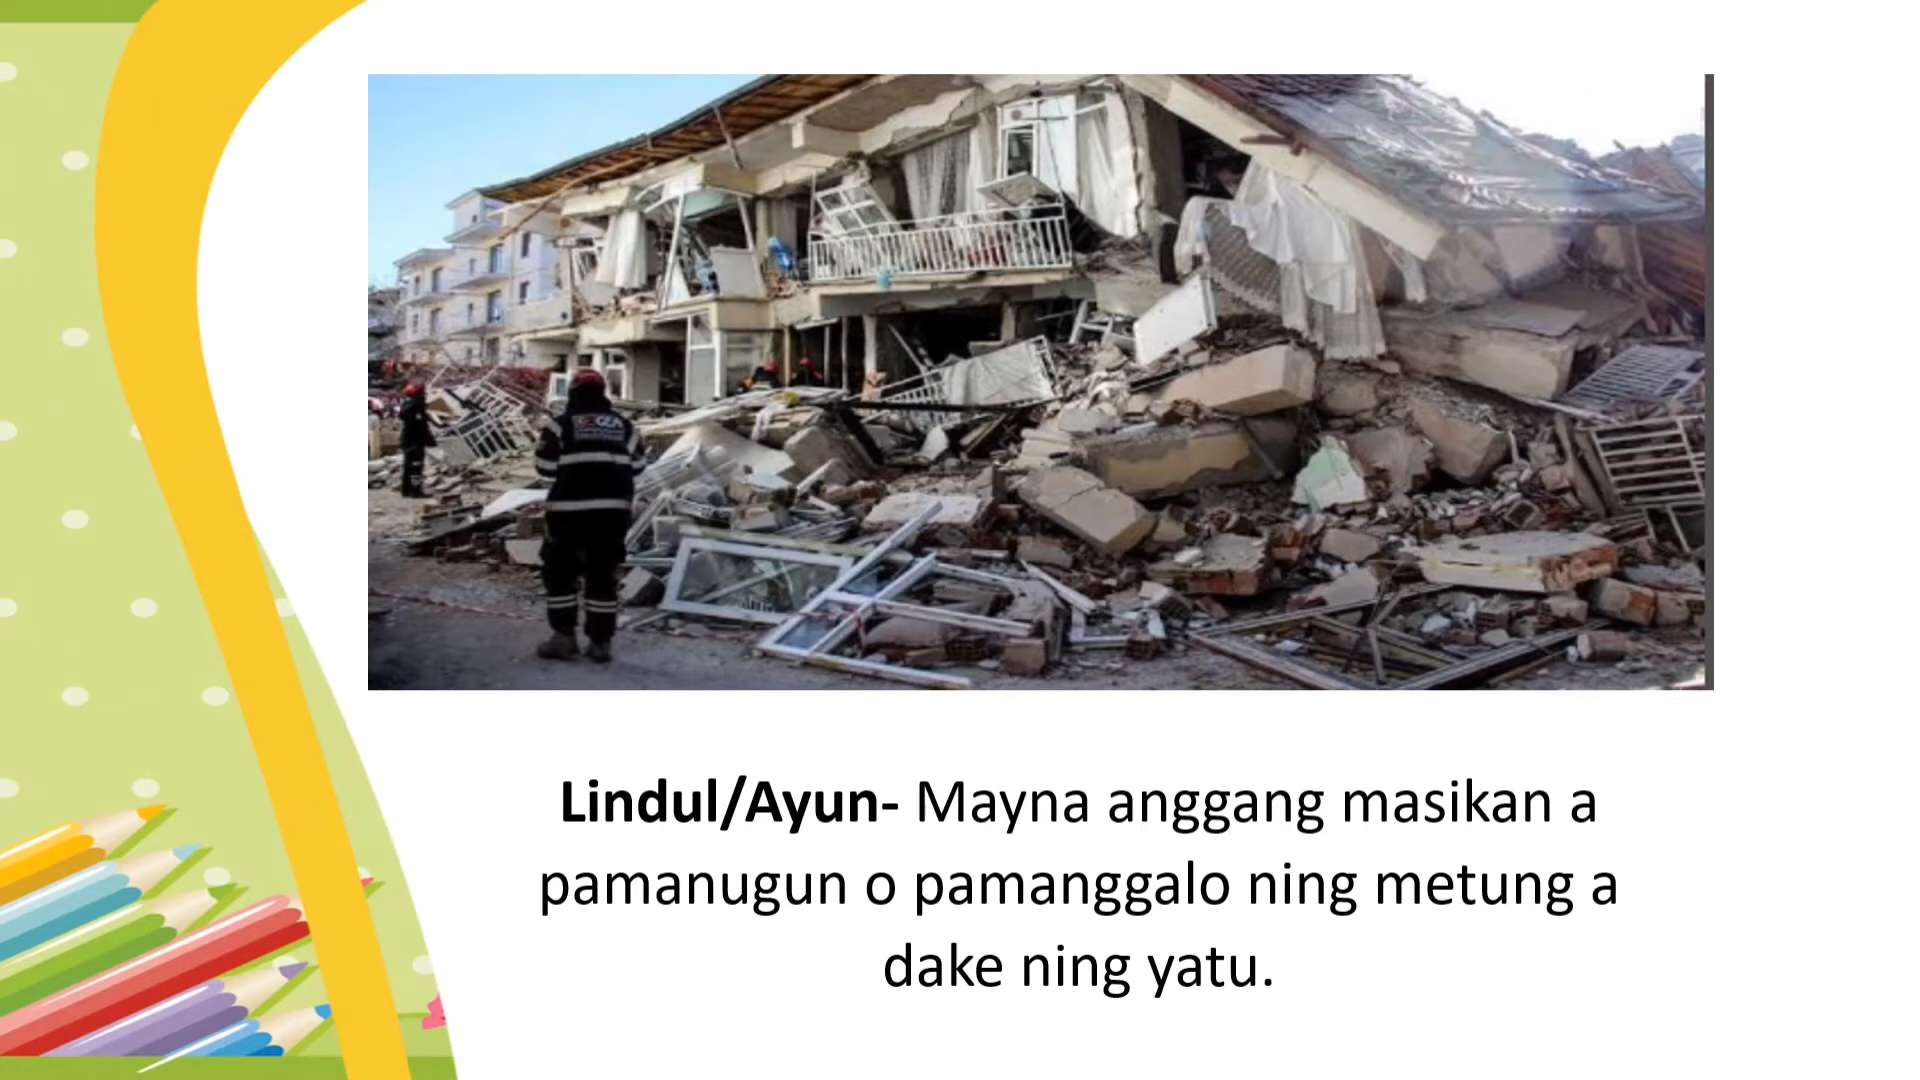 Lindul/Ayun- Mayna anggang masikan a
pamanugun o pamanggalo ning metung a
dake ning yatu.